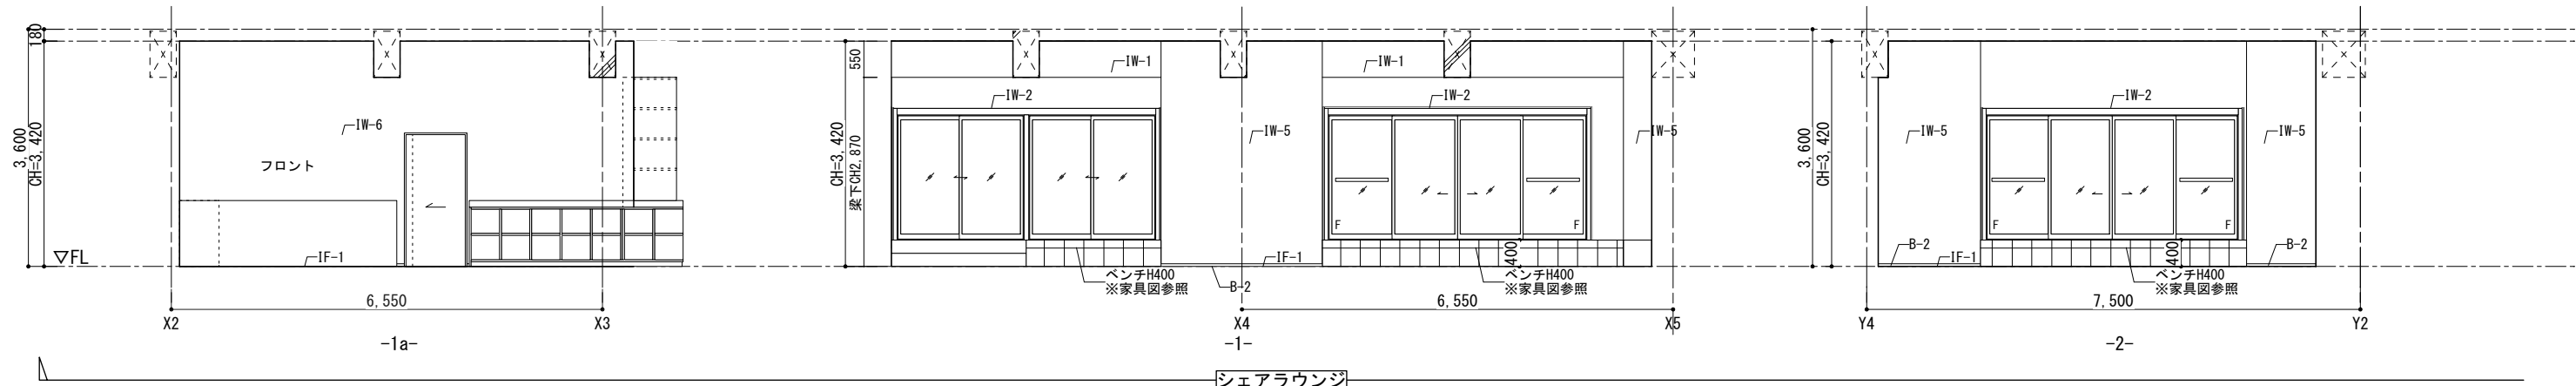 180
3,600
CH=3,420
IW-6
フロント
▽FL
IF-1
6,550
X2
X3
-1a-
550
CH=3,420
梁下CH2,870
IW-1
IW-1
IW-2
IW-2
IW-5
IW-5
F
F
400
IF-1
B-2
ベンチH400
※家具図参照
ベンチH400
※家具図参照
6,550
X4
X5
-1-
3,600
CH=3,420
IW-2
IW-5
IW-5
F
F
B-2
IF-1
400
B-2
ベンチH400
※家具図参照
7,500
Y4
Y2
-2-
シェアラウンジ